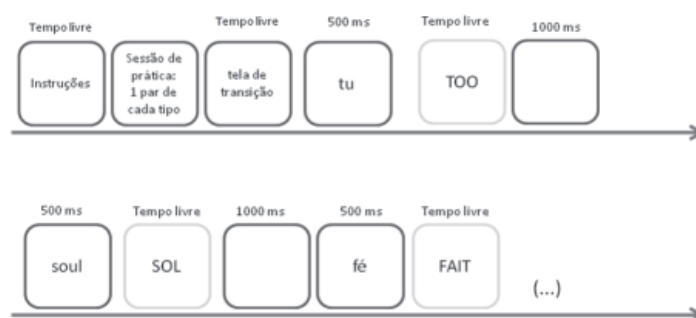 Tempo livre
Tempo livre
500 ms
Tempo livre
1000 ms
Instruções
Sessão de
prática:
1 par de
cada tipo
tela de
transição
tu
TOO
500 ms
Tempo livre
1000 ms
500 ms
Tempo livre
soul
SOL
fé
FAIT
(...)